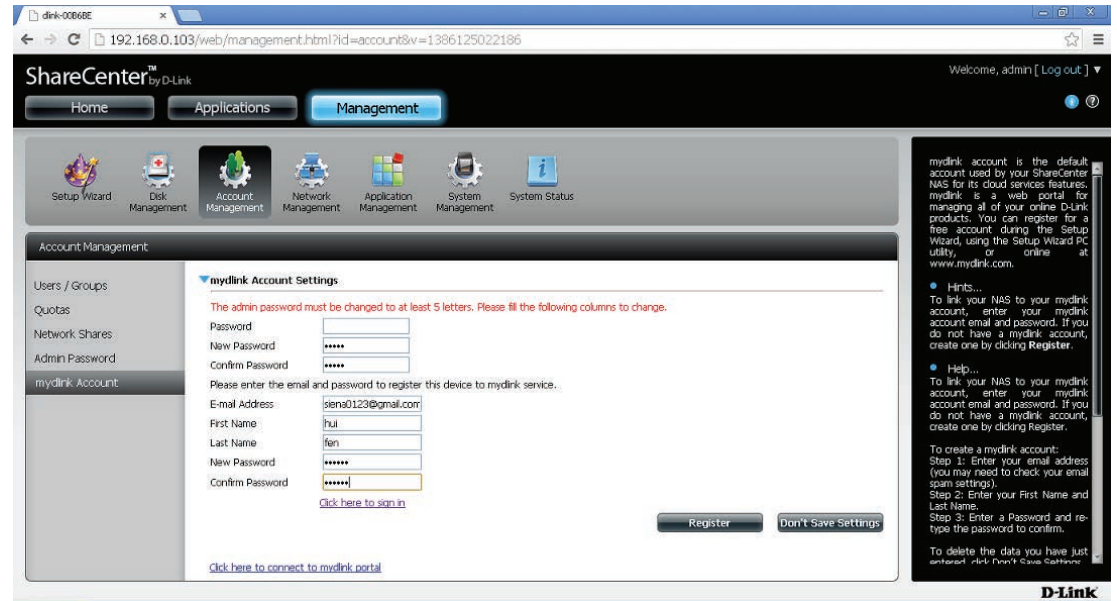 dlink-00B6BE
192.168.0.103/web/management.html?id=account&v=1386125022186
ShareCenter™ by D-Link
Welcome, admin [ Log out ]
Home
Applications
Management
Setup Wizard
Disk Management
Account Management
Network Management
Application Management
System Management
System Status
Account Management
Users / Groups
Quotas
Network Shares
Admin Password
mydlink Account
mydlink Account Settings
The admin password must be changed to at least 5 letters. Please fill the following columns to change.
Password
New Password •••••
Confirm Password •••••
Please enter the email and password to register this device to mydlink service.
E-mail Address siena0123@gmail.com
First Name hui
Last Name fen
New Password ••••••
Confirm Password ••••••
Click here to sign in
Register
Don't Save Settings
Click here to connect to mydlink portal
mydlink account is the default
account used by your ShareCenter
NAS for its cloud services features.
mydlink is a web portal for
managing all of your online D-Link
products. You can register for a
free account during the Setup
Wizard, using the Setup Wizard PC
utility, or online at
www.mydlink.com.
Hints...
To link your NAS to your mydlink
account, enter your mydlink
account email and password. If you
do not have a mydlink account,
create one by clicking Register.
Help...
To link your NAS to your mydlink
account, enter your mydlink
account email and password. If you
do not have a mydlink account,
create one by clicking Register.
To create a mydlink account:
Step 1: Enter your email address
(you may need to check your email
spam settings).
Step 2: Enter your First Name and
Last Name.
Step 3: Enter a Password and re-
type the password to confirm.
To delete the data you have just
entered, click Don't Save Settings
D-Link